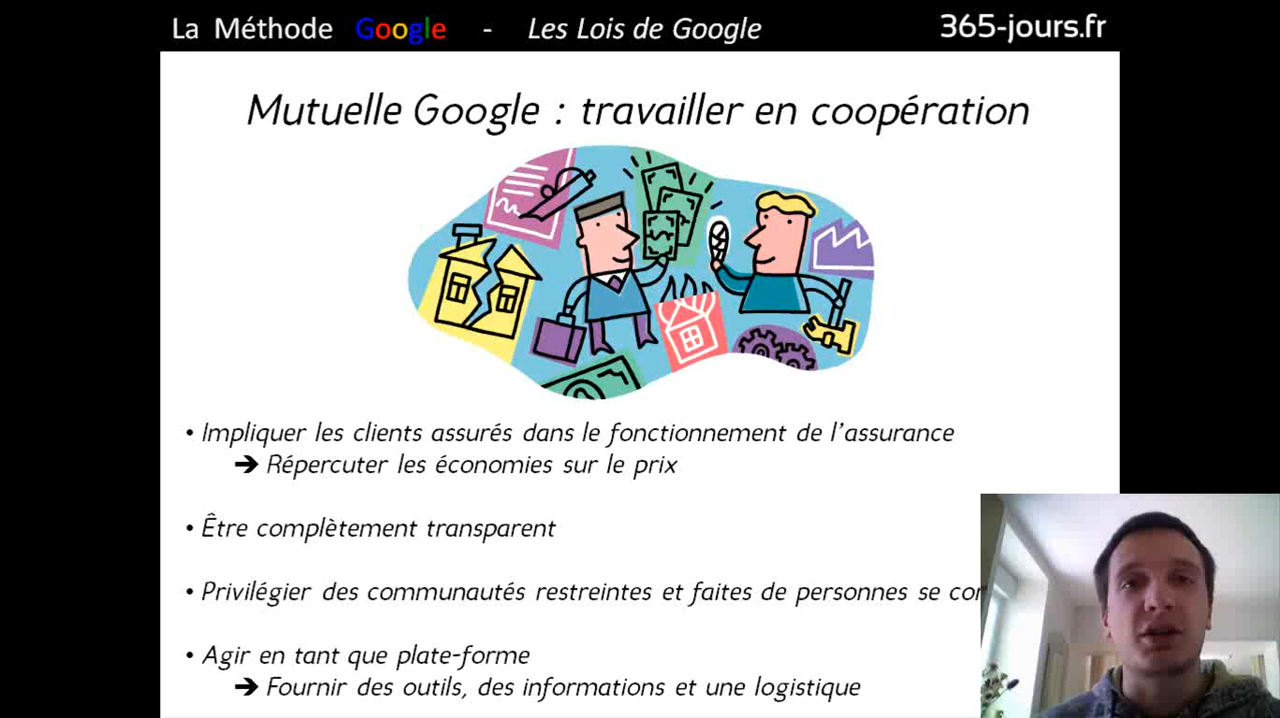 La Méthode Google - Les Lois de Google
365-jours.fr
Mutuelle Google : travailler en coopération
• Impliquer les clients assurés dans le fonctionnement de l'assurance
➔ Répercuter les économies sur le prix
• Être complètement transparent
• Privilégier des communautés restreintes et faites de personnes se
• Agir en tant que plate-forme
➔ Fournir des outils, des informations et une logistique